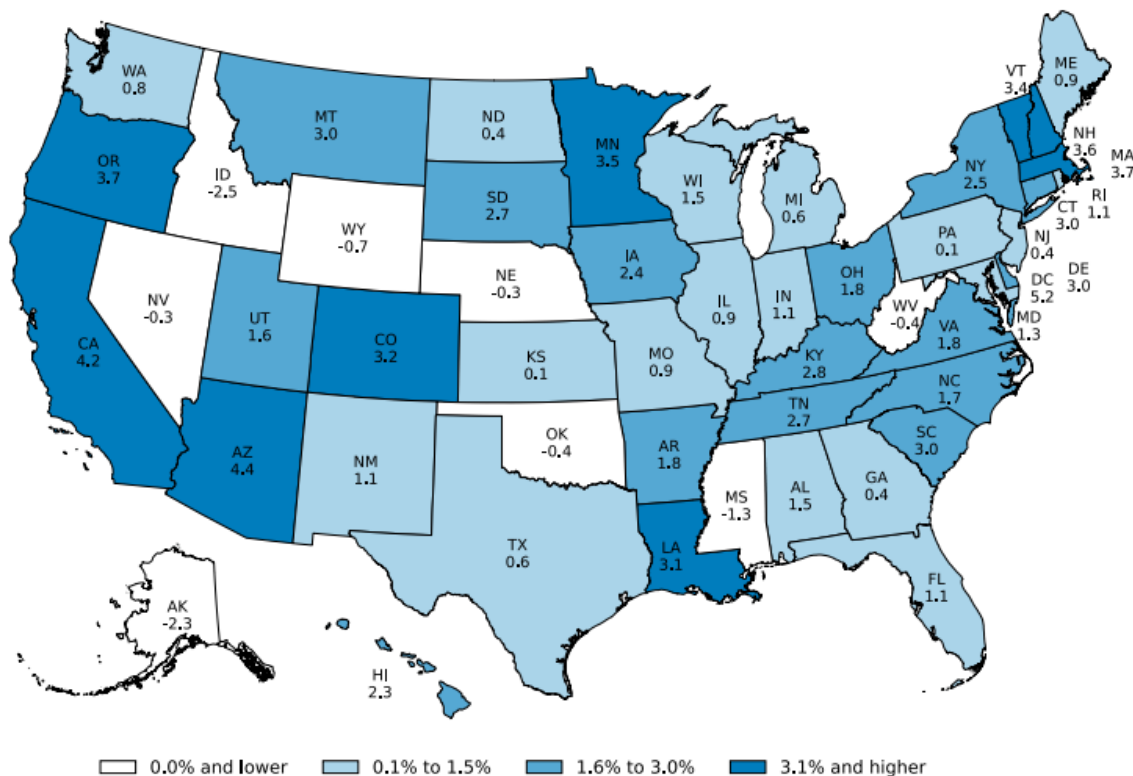 WA
0.8
OR
3.7
CA
4.2
ID
-2.5
NV
-0.3
MT
3.0
WY
-0.7
UT
1.6
CO
3.2
AZ
4.4
NM
1.1
ND
0.4
SD
2.7
NE
-0.3
KS
0.1
OK
-0.4
TX
0.6
MN
3.5
IA
2.4
MO
0.9
AR
1.8
LA
3.1
WI
1.5
IL
0.9
MI
0.6
IN
1.1
OH
1.8
KY
2.8
TN
2.7
MS
-1.3
AL
1.5
GA
0.4
FL
1.1
SC
3.0
NC
1.7
VA
1.8
WV
-0.4
PA
0.1
NY
2.5
VT
3.4
ME
0.9
NH
3.6
MA
3.7
RI
1.1
CT
3.0
NJ
0.4
DE
3.0
DC
5.2
MD
1.3
AK
-2.3
HI
2.3
0.0% and lower
0.1% to 1.5%
1.6% to 3.0%
3.1% and higher